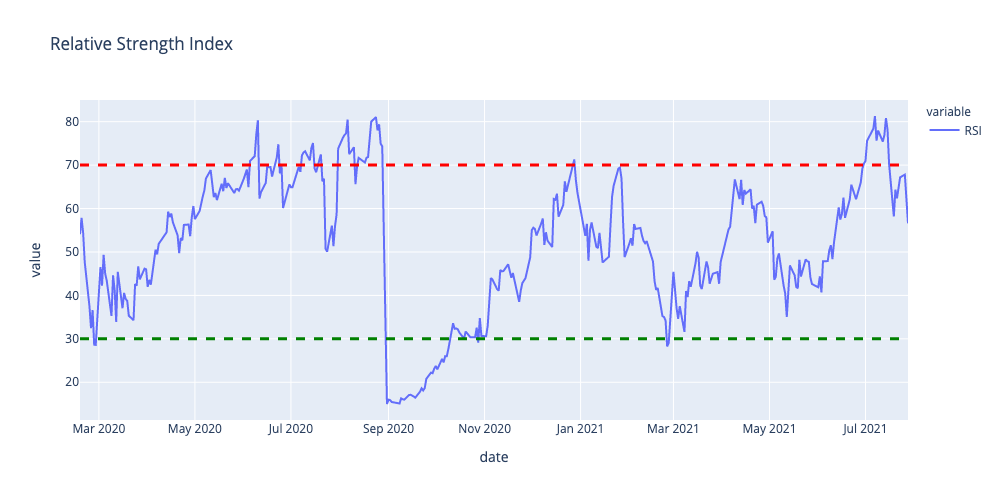 Relative Strength Index
variable
RSI
value
80
70
60
50
40
30
20
Mar 2020 May 2020 Jul 2020 Sep 2020 Nov 2020 Jan 2021 Mar 2021 May 2021 Jul 2021
date